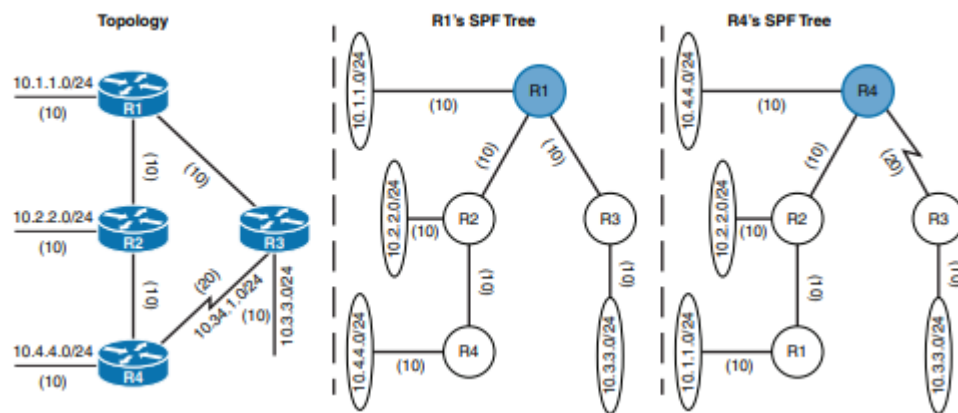 Topology
10.1.1.0/24
(10)
R1
(10)
(10)
10.2.2.0/24
(10)
R2
R3
(10)
(20)
10.34.1.0/24
(10)
10.3.3.0/24
10.4.4.0/24
(10)
R4
R1's SPF Tree
10.1.1.0/24
(10)
R1
(10)
(10)
10.2.2.0/24
(10)
R2
R3
(10)
(10)
10.4.4.0/24
(10)
R4
10.3.3.0/24
R4's SPF Tree
10.4.4.0/24
(10)
R4
(10)
(20)
10.2.2.0/24
(10)
R2
R3
(10)
(10)
10.1.1.0/24
(10)
R1
10.3.3.0/24